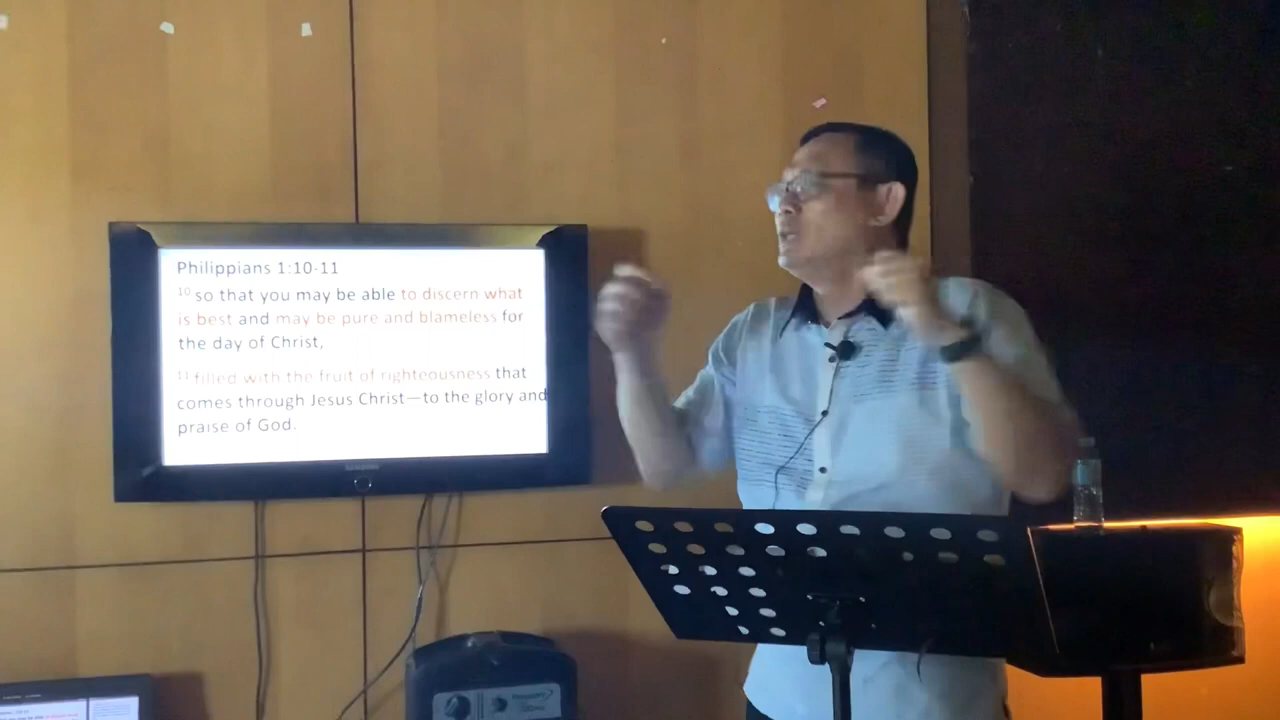 Philippians 1:10-11
10 so that you may be able to discern what
is best and may be pure and blameless for
the day of Christ,
11 filled with the fruit of righteousness that
comes through Jesus Christ—to the glory and
praise of God.